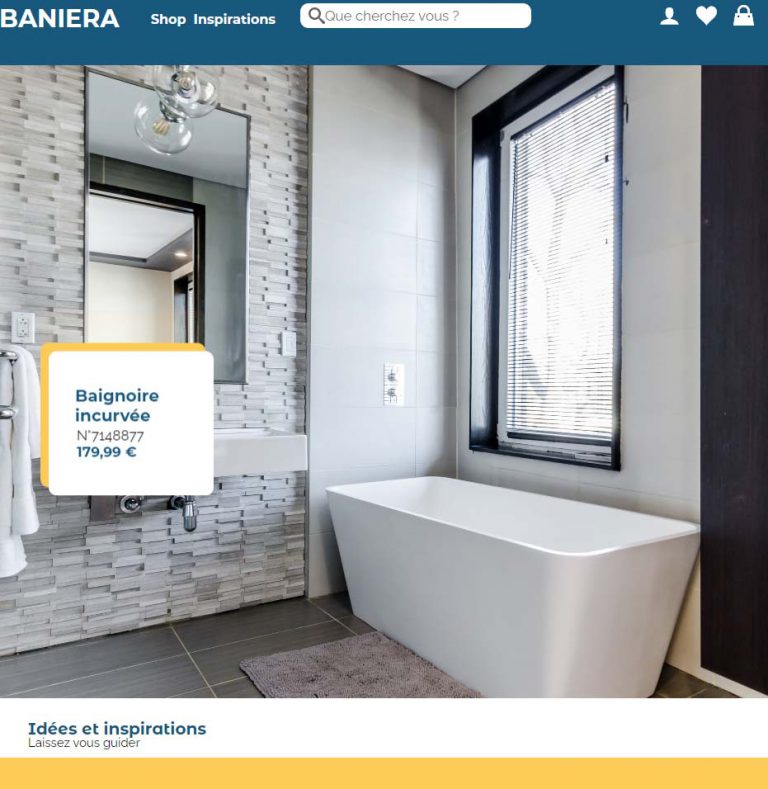 BANIERA
Shop Inspirations
Que cherchez vous ?
Baignoire
incurvée
N°7148877
179,99 €
Idées et inspirations
Laissez vous guider